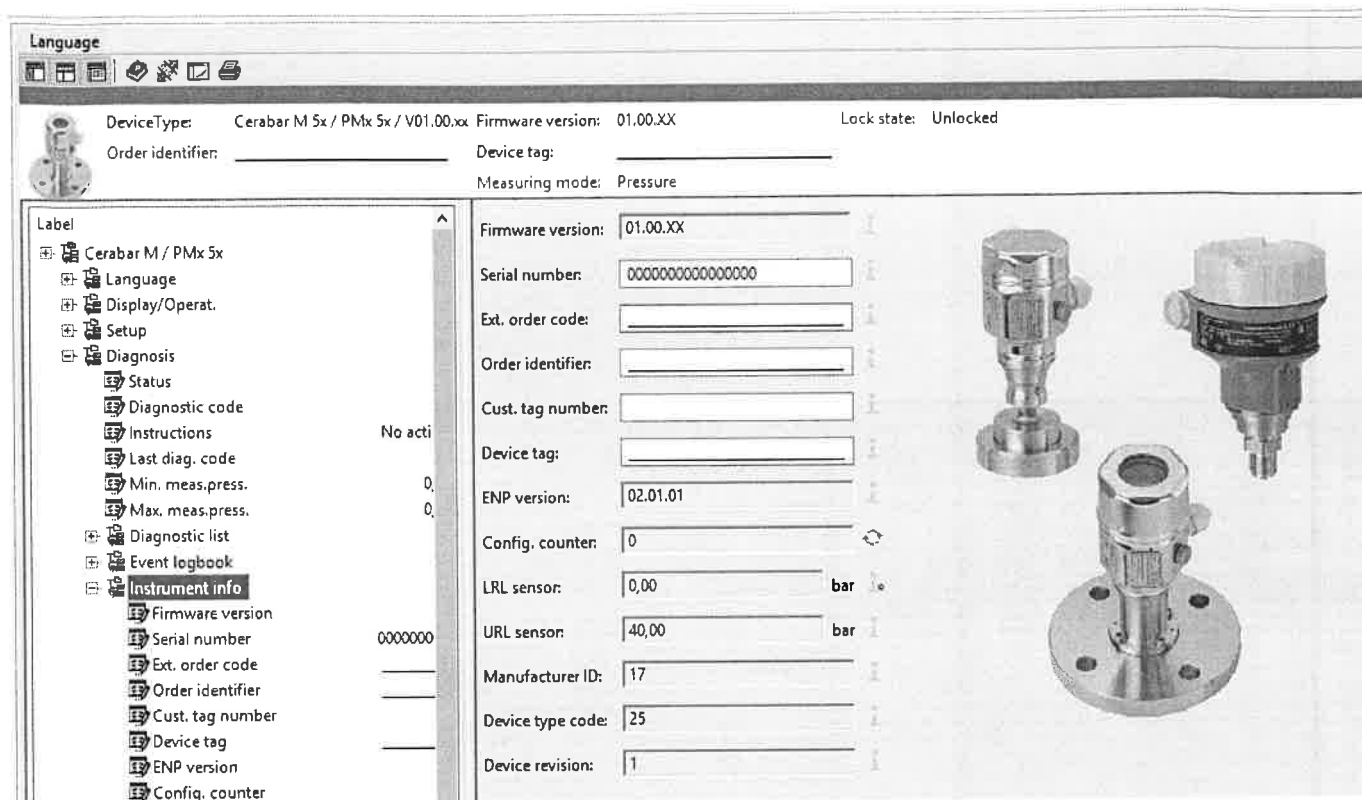 Language
DeviceType: Cerabar M 5x / PMx 5x / V01.00.xx Firmware version: 01.00.XX Lock state: Unlocked
Order identifier: Device tag:
Measuring mode: Pressure
Label
Cerabar M / PMx 5x
Language
Display/Operat.
Setup
Diagnosis
Status
Diagnostic code
Instructions No acti
Last diag. code
Min. meas.press. 0,
Max. meas.press. 0,
Diagnostic list
Event logbook
Instrument info
Firmware version
Serial number 0000000
Ext. order code
Order identifier
Cust. tag number
Device tag
ENP version
Config. counter
Firmware version: 01.00.XX
Serial number: 0000000000000000
Ext. order code:
Order identifier:
Cust. tag number:
Device tag:
ENP version: 02.01.01
Config. counter: 0
LRL sensor: 0,00 bar
URL sensor: 40,00 bar
Manufacturer ID: 17
Device type code: 25
Device revision: 1